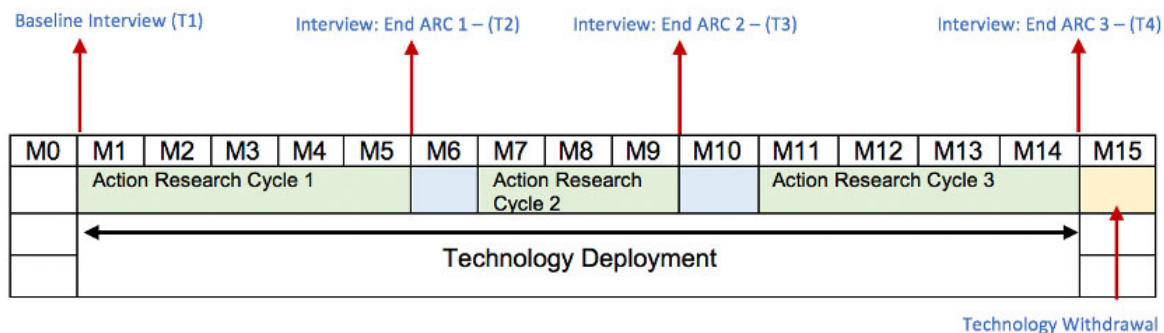 Baseline Interview (T1) Interview: End ARC 1 – (T2) Interview: End ARC 2 – (T3) Interview: End ARC 3 – (T4)
M0 M1 M2 M3 M4 M5 M6 M7 M8 M9 M10 M11 M12 M13 M14 M15
Action Research Cycle 1
Action Research
Cycle 2
Action Research Cycle 3
Technology Deployment
Technology Withdrawal